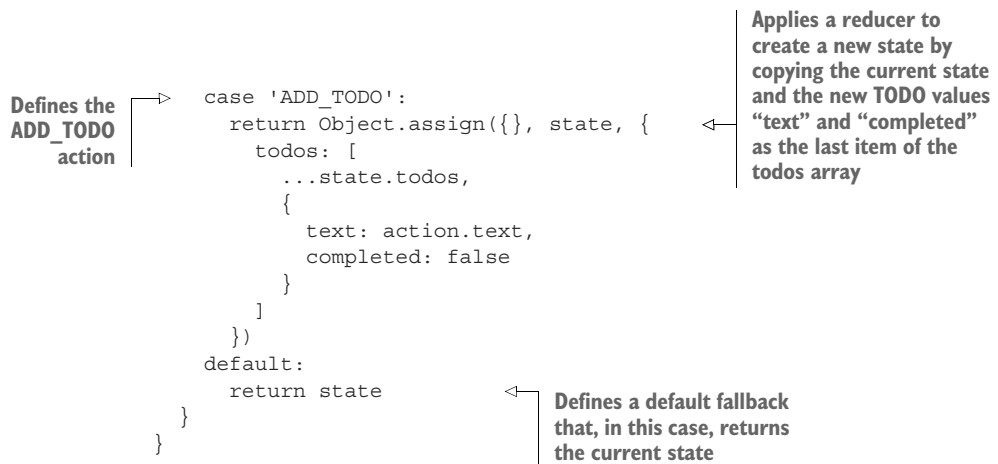 Applies a reducer to
create a new state by
copying the current state
and the new TODO values
“text” and “completed”
as the last item of the
todos array
Defines the
ADD_TODO
action
case 'ADD_TODO':
return Object.assign({}, state, {
todos: [
...state.todos,
{
text: action.text,
completed: false
}
]
})
default:
return state
}
}
Defines a default fallback
that, in this case, returns
the current state